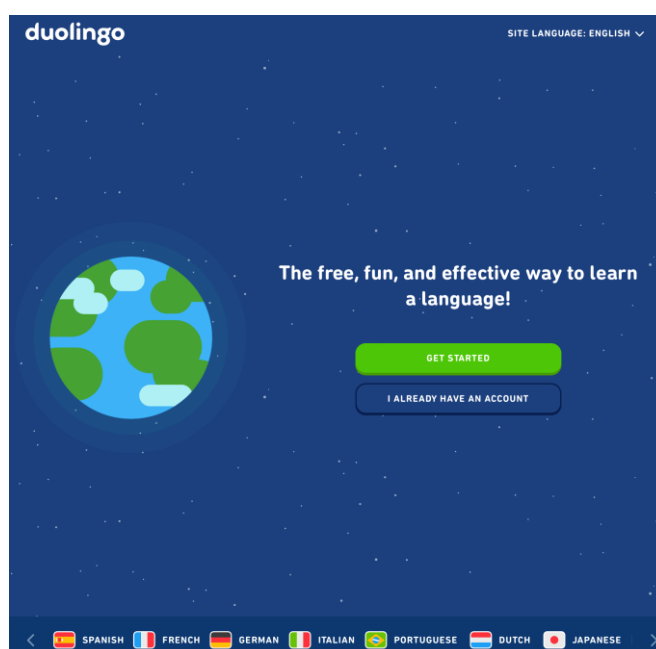 duolingo
SITE LANGUAGE: ENGLISH
The free, fun, and effective way to learn
a language!
GET STARTED
I ALREADY HAVE AN ACCOUNT
SPANISH FRENCH GERMAN ITALIAN PORTUGUESE DUTCH JAPANESE